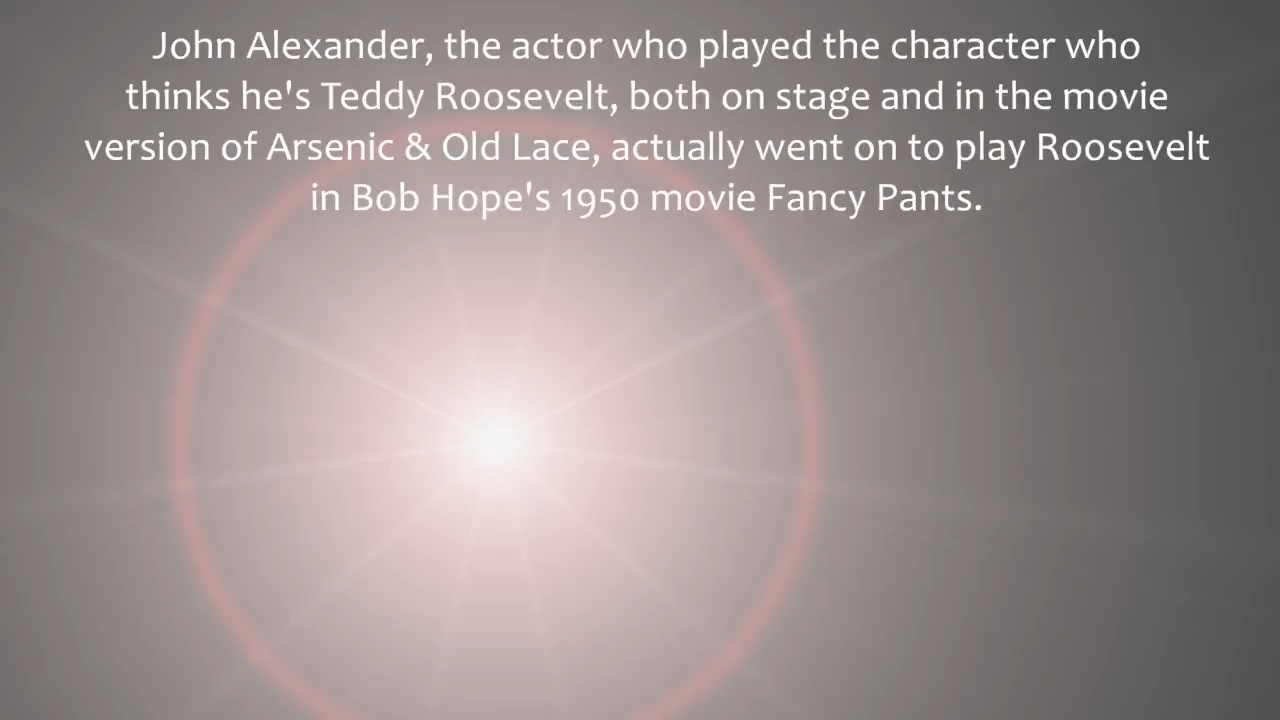 John Alexander, the actor who played the character who
thinks he's Teddy Roosevelt, both on stage and in the movie
version of Arsenic & Old Lace, actually went on to play Roosevelt
in Bob Hope's 1950 movie Fancy Pants.